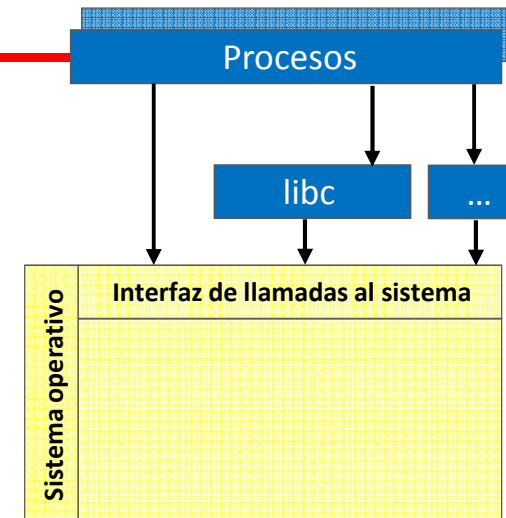 Procesos
libc
...
Interfaz de llamadas al sistema
Sistema operativo